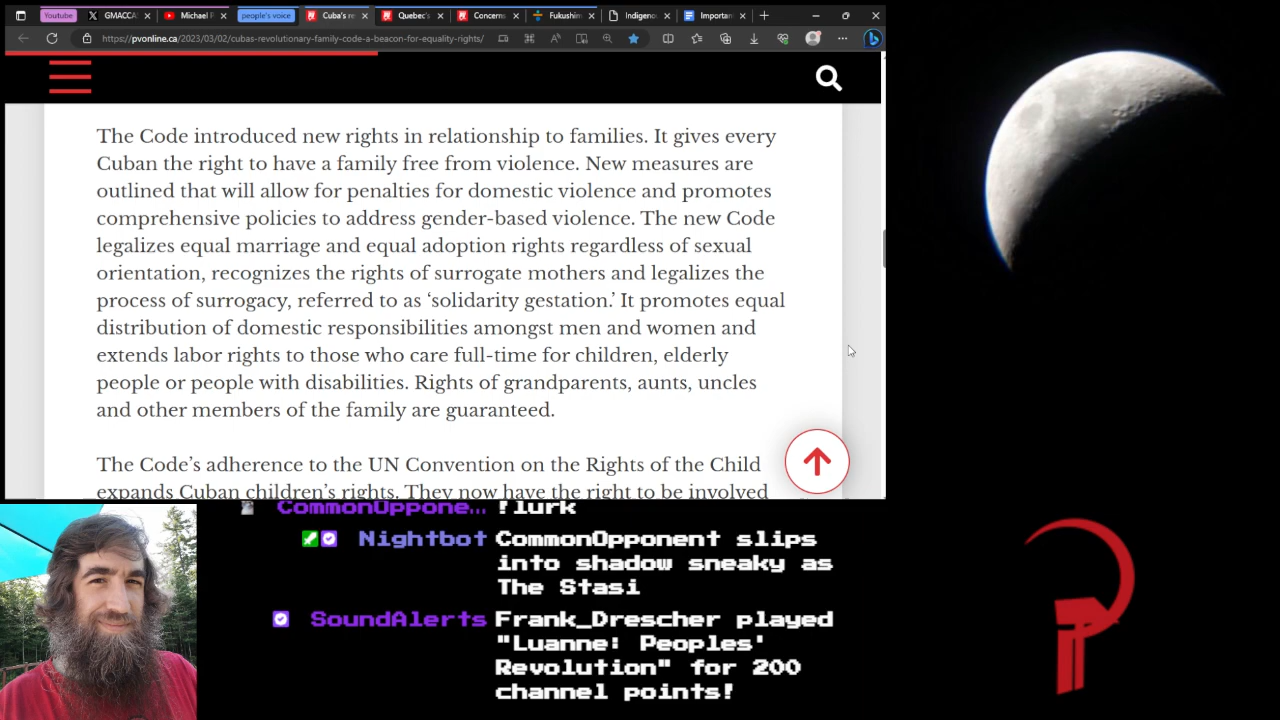 Youtube
GMACCA
Michael P
people's voice
Cuba's re
Quebec's
Concerns
Fukushim
Indigeno
Importan
https://pvonline.ca/2023/03/02/cubas-revolutionary-family-code-a-beacon-for-equality-rights/
The Code introduced new rights in relationship to families. It gives every
Cuban the right to have a family free from violence. New measures are
outlined that will allow for penalties for domestic violence and promotes
comprehensive policies to address gender-based violence. The new Code
legalizes equal marriage and equal adoption rights regardless of sexual
orientation, recognizes the rights of surrogate mothers and legalizes the
process of surrogacy, referred to as ‘solidarity gestation.’ It promotes equal
distribution of domestic responsibilities amongst men and women and
extends labor rights to those who care full-time for children, elderly
people or people with disabilities. Rights of grandparents, aunts, uncles
and other members of the family are guaranteed.
The Code’s adherence to the UN Convention on the Rights of the Child
expands Cuban children’s rights. They now have the right to be involved
CommonOppone... !lurk
Nightbot CommonOpponent slips
into shadow sneaky as
The Stasi
SoundAlerts Frank_Drescher played
"Luanne: Peoples'
Revolution" for 200
channel points!